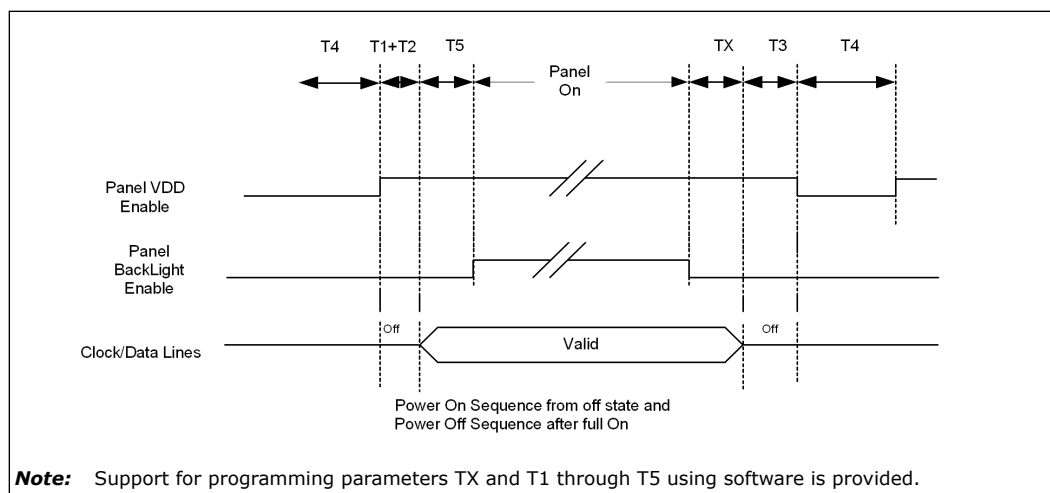 T4 T1+T2 T5 TX T3 T4
Panel
On
Panel VDD
Enable
Panel
BackLight
Enable
Off Off
Clock/Data Lines Valid
Power On Sequence from off state and
Power Off Sequence after full On
Note: Support for programming parameters TX and T1 through T5 using software is provided.